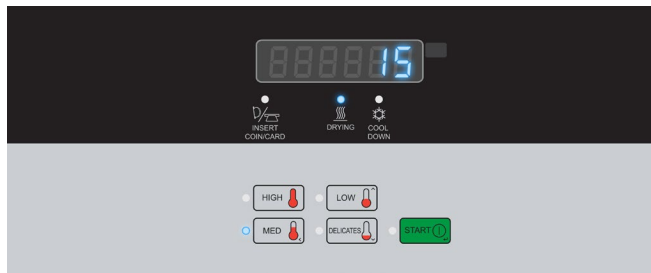 15
INSERT COIN/CARD
DRYING
COOL DOWN
HIGH
LOW
MED
DELICATES
START